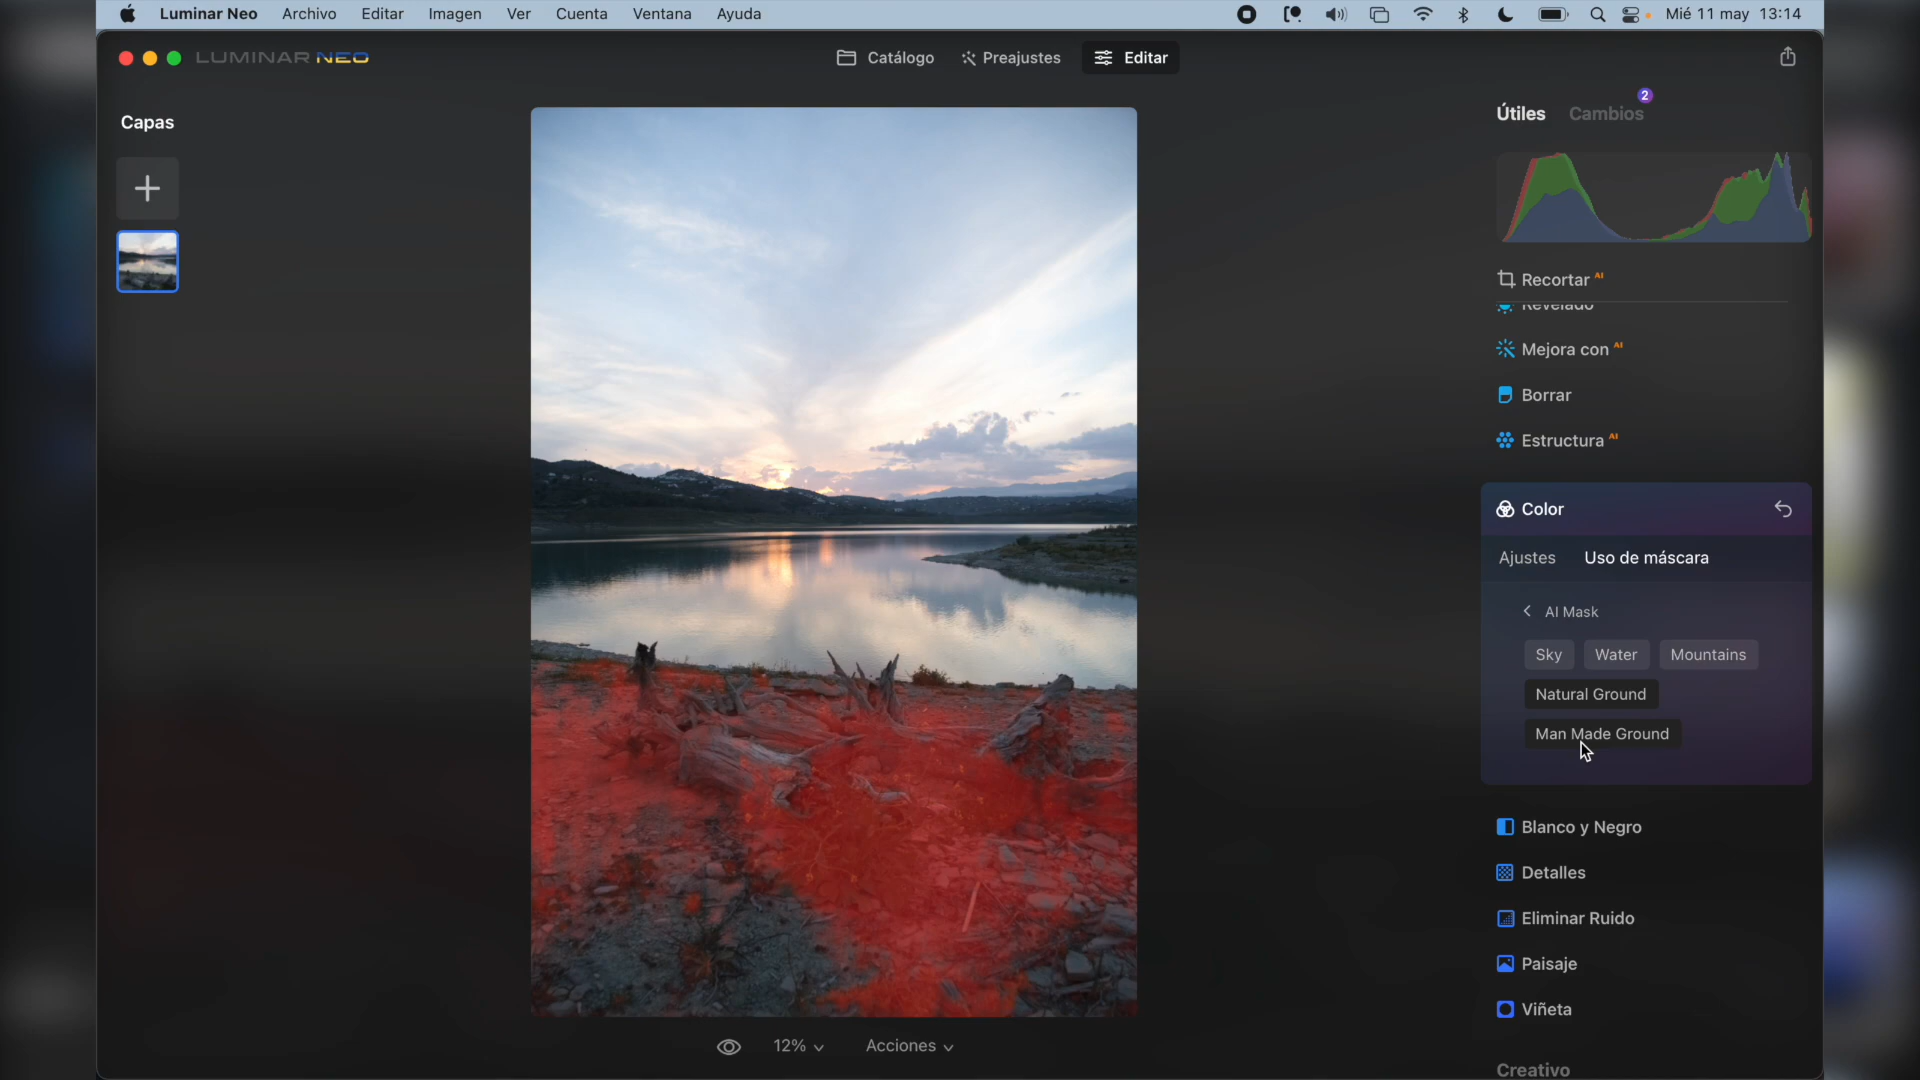 Luminar Neo Archivo Editar Imagen Ver Cuenta Ventana Ayuda
Mié 11 may 13:14
LUMINAR NEO
Catálogo Preajustes Editar
Capas
Útiles Cambios 2
Recortar AI
Revelado
Mejora con AI
Borrar
Estructura AI
Color
Ajustes Uso de máscara
AI Mask
Sky Water Mountains
Natural Ground
Man Made Ground
Blanco y Negro
Detalles
Eliminar Ruido
Paisaje
Viñeta
Creativo
12% Acciones